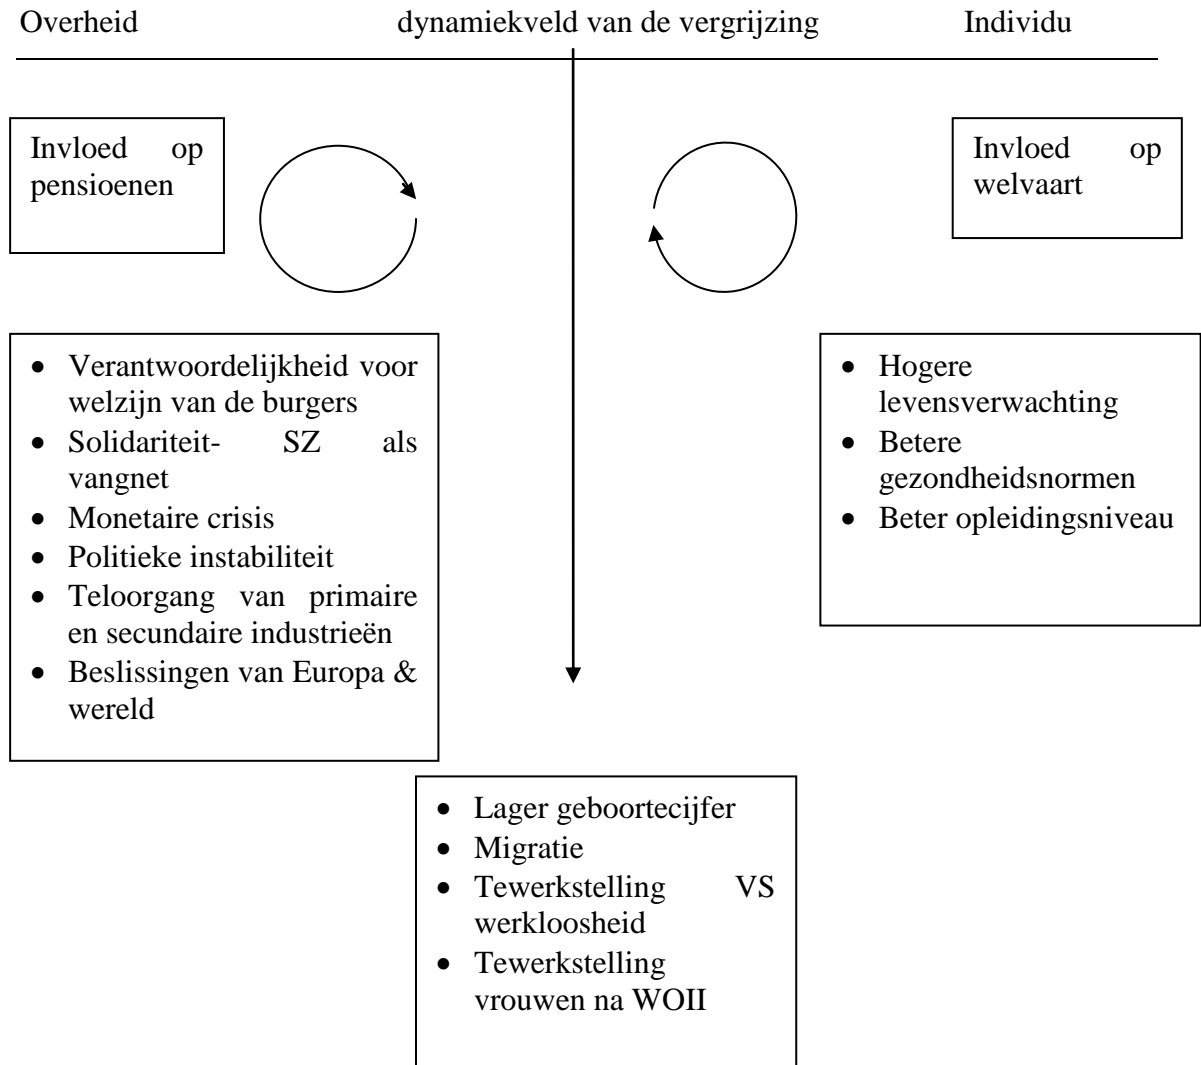 Overheid dynamiekveld van de vergrijzing Individu
Invloed op
pensioenen
Invloed op
welvaart
• Verantwoordelijkheid voor
welzijn van de burgers
• Solidariteit- SZ als
vangnet
• Monetaire crisis
• Politieke instabiliteit
• Teloorgang van primaire
en secundaire industrieën
• Beslissingen van Europa &
wereld
• Hogere
levensverwachting
• Betere
gezondheidsnormen
• Beter opleidingsniveau
• Lager geboortecijfer
• Migratie
• Tewerkstelling VS
werkloosheid
• Tewerkstelling
vrouwen na WOII